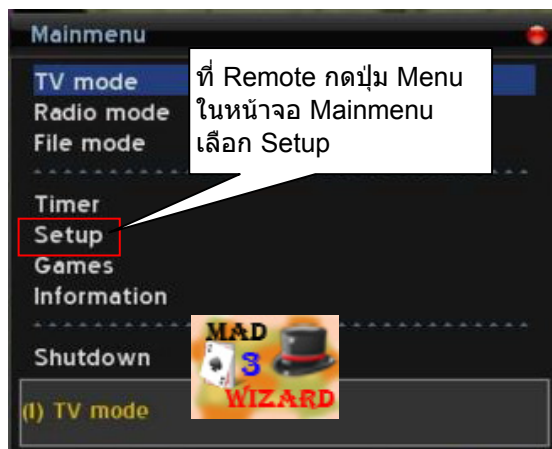 Mainmenu
TV mode
Radio mode
File mode
ที่ Remote กดปุ่ม Menu
ในหน้าจอ Mainmenu
เลือก Setup
Timer
Setup
Games
Information
Shutdown
MAD
3
WIZARD
(1) TV mode